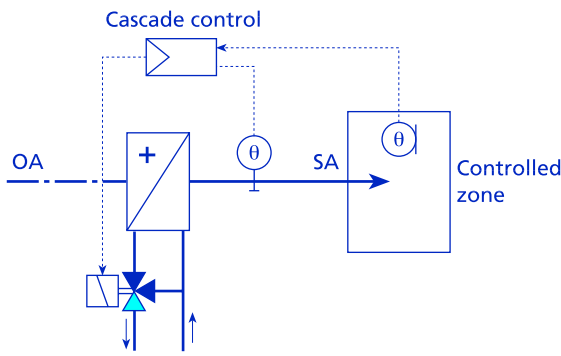 Cascade control
θ
θ
+
OA
SA
Controlled
zone